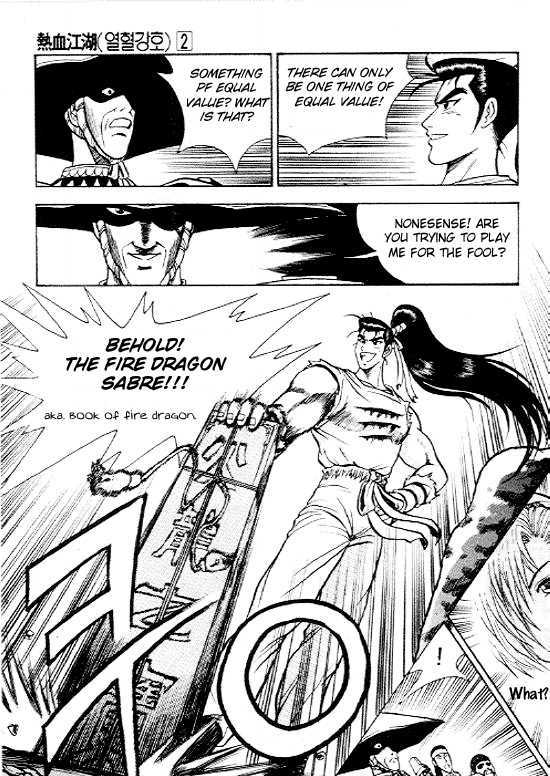 熱血江湖(열혈강호) 2
SOMETHING
PF EQUAL
VALUE? WHAT
IS THAT?
THERE CAN ONLY
BE ONE THING OF
EQUAL VALUE!
NONESENSE! ARE
YOU TRYING TO PLAY
ME FOR THE FOOL?
BEHOLD!
THE FIRE DRAGON
SABRE!!!
aka. BOOK of fire dragon.
쿵
!
What?